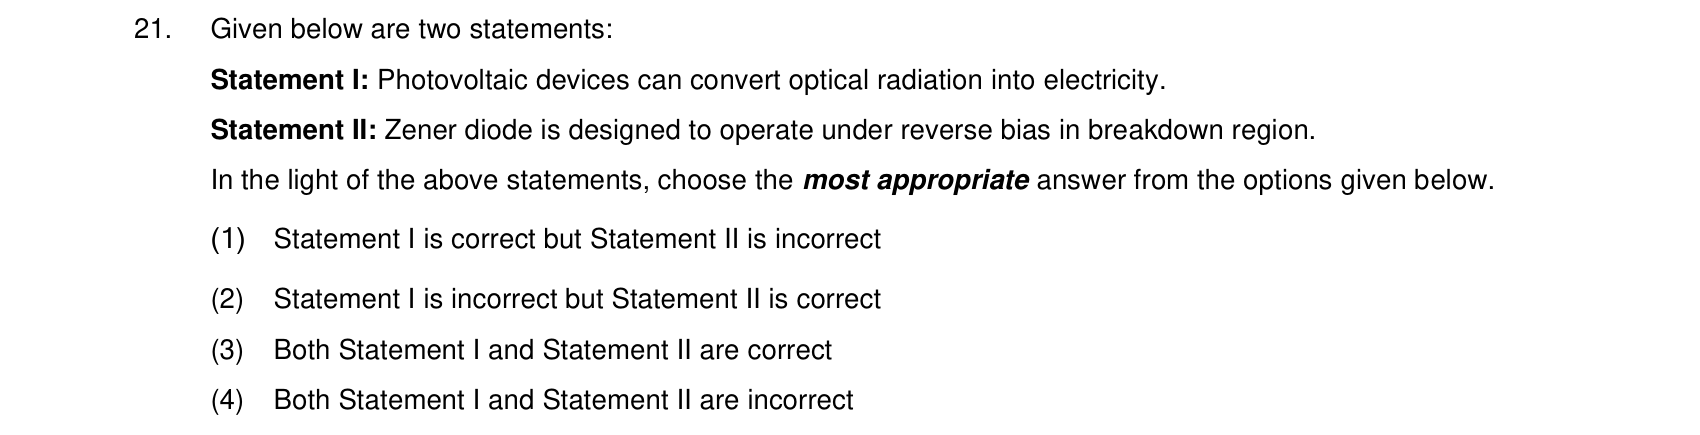 21. Given below are two statements:
Statement I: Photovoltaic devices can convert optical radiation into electricity.
Statement II: Zener diode is designed to operate under reverse bias in breakdown region.
In the light of the above statements, choose the most appropriate answer from the options given below.
(1) Statement I is correct but Statement II is incorrect
(2) Statement I is incorrect but Statement II is correct
(3) Both Statement I and Statement II are correct
(4) Both Statement I and Statement II are incorrect